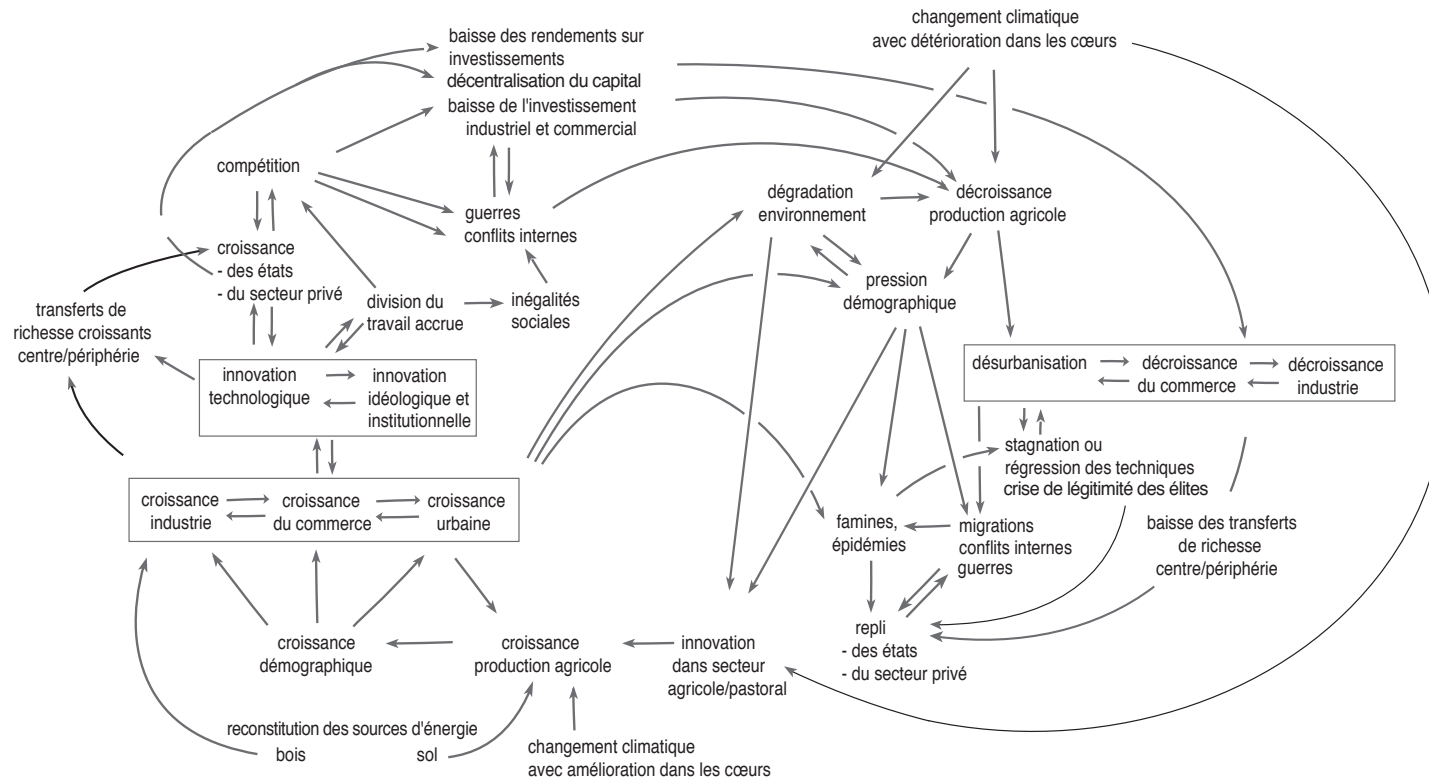 changement climatique
avec détérioration dans les cœurs
baisse des rendements sur
investissements
décentralisation du capital
baisse de l'investissement
industriel et commercial
compétition
guerres
conflits internes
dégradation
environnement
décroissance
production agricole
croissance
- des états
- du secteur privé
pression
démographique
transferts de
richesse croissants
centre/périphérie
division du
travail accrue
inégalités
sociales
innovation
technologique
innovation
idéologique et
institutionnelle
désurbanisation
décroissance
du commerce
décroissance
industrie
stagnation ou
régression des techniques
crise de légitimité des élites
croissance
industrie
croissance
du commerce
croissance
urbaine
famines,
épidémies
migrations
conflits internes
guerres
baisse des transferts
de richesse
centre/périphérie
croissance
démographique
croissance
production agricole
innovation
dans secteur
agricole/pastoral
repli
- des états
- du secteur privé
reconstitution des sources d'énergie
bois
sol
changement climatique
avec amélioration dans les cœurs